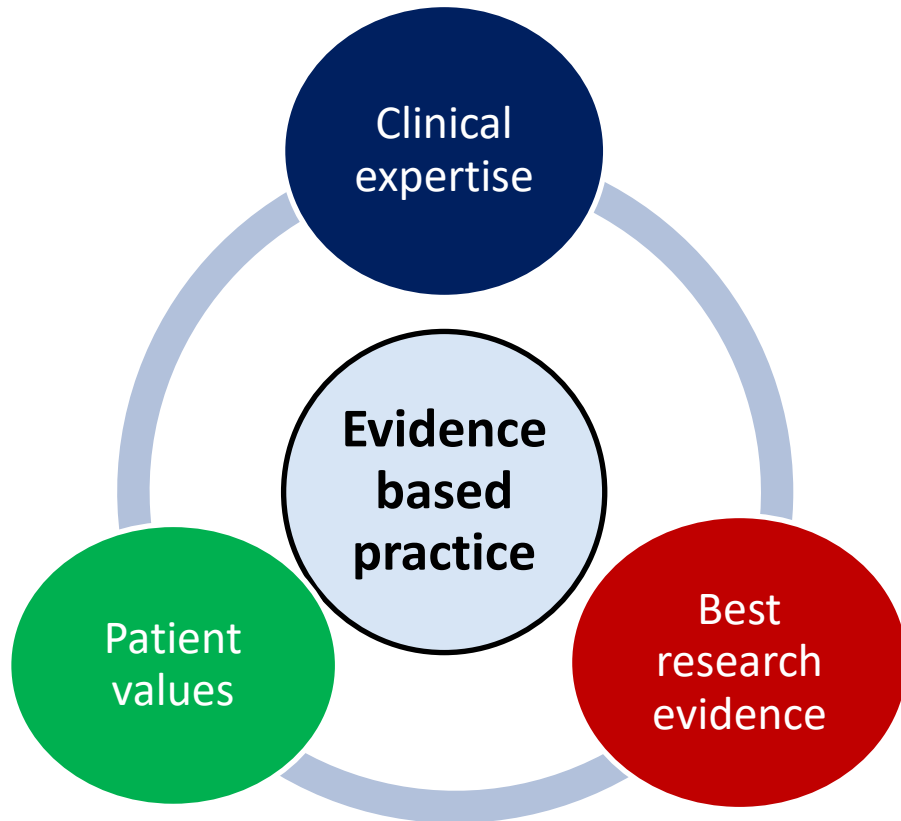 Clinical
expertise
Evidence
based
practice
Patient
values
Best
research
evidence